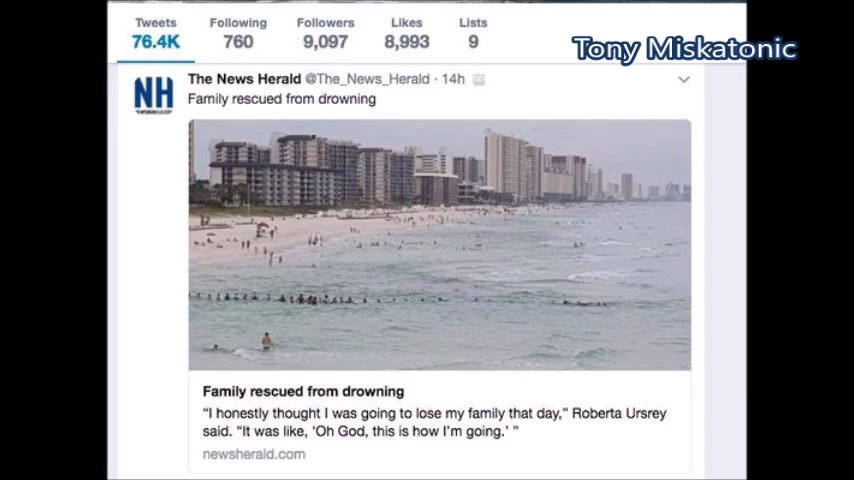 Tweets Following Followers Likes Lists
76.4K 760 9,097 8,993 9
Tony Miskatonic
NH
The News Herald @The_News_Herald · 14h
Family rescued from drowning
Family rescued from drowning
“I honestly thought I was going to lose my family that day,” Roberta Ursrey
said. “It was like, ‘Oh God, this is how I’m going.’ ”
newsherald.com